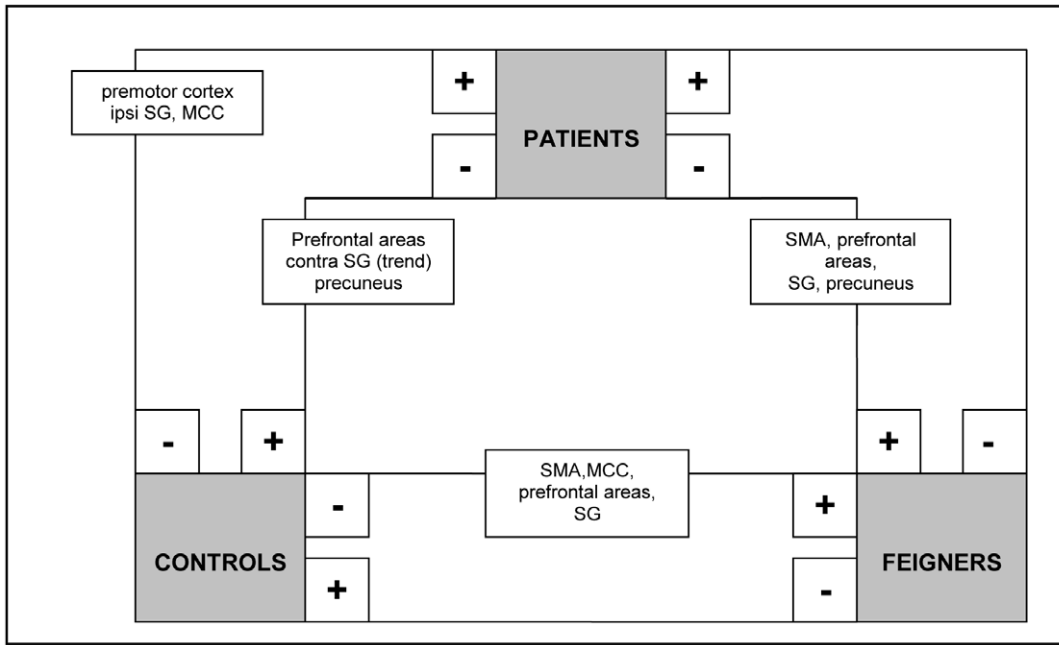 +
+
premotor cortex
ipsi SG, MCC
PATIENTS
-
-
Prefrontal areas
contra SG (trend)
precuneus
SMA, prefrontal
areas,
SG, precuneus
-
+
+
-
SMA,MCC,
prefrontal areas,
SG
-
+
CONTROLS
FEIGNERS
+
-